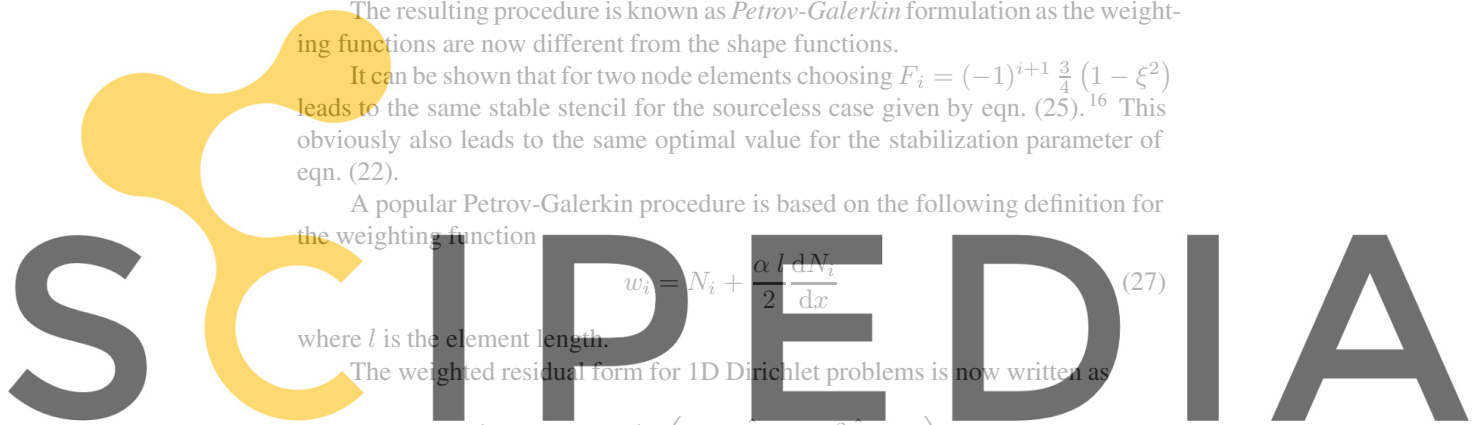 The resulting procedure is known as Petrov-Galerkin formulation as the weight-
ing functions are now different from the shape functions.
It can be shown that for two node elements choosing F_i = (−1)^{i+1} \frac{3}{4} (1 − ξ^2)
leads to the same stable stencil for the sourceless case given by eqn. (25).^{16} This
obviously also leads to the same optimal value for the stabilization parameter of
eqn. (22).
A popular Petrov-Galerkin procedure is based on the following definition for
the weighting function
w_i = N_i + \frac{α l}{2} \frac{dN_i}{dx} (27)
where l is the element length.
The weighted residual form for 1D Dirichlet problems is now written as
SCIPEDIA